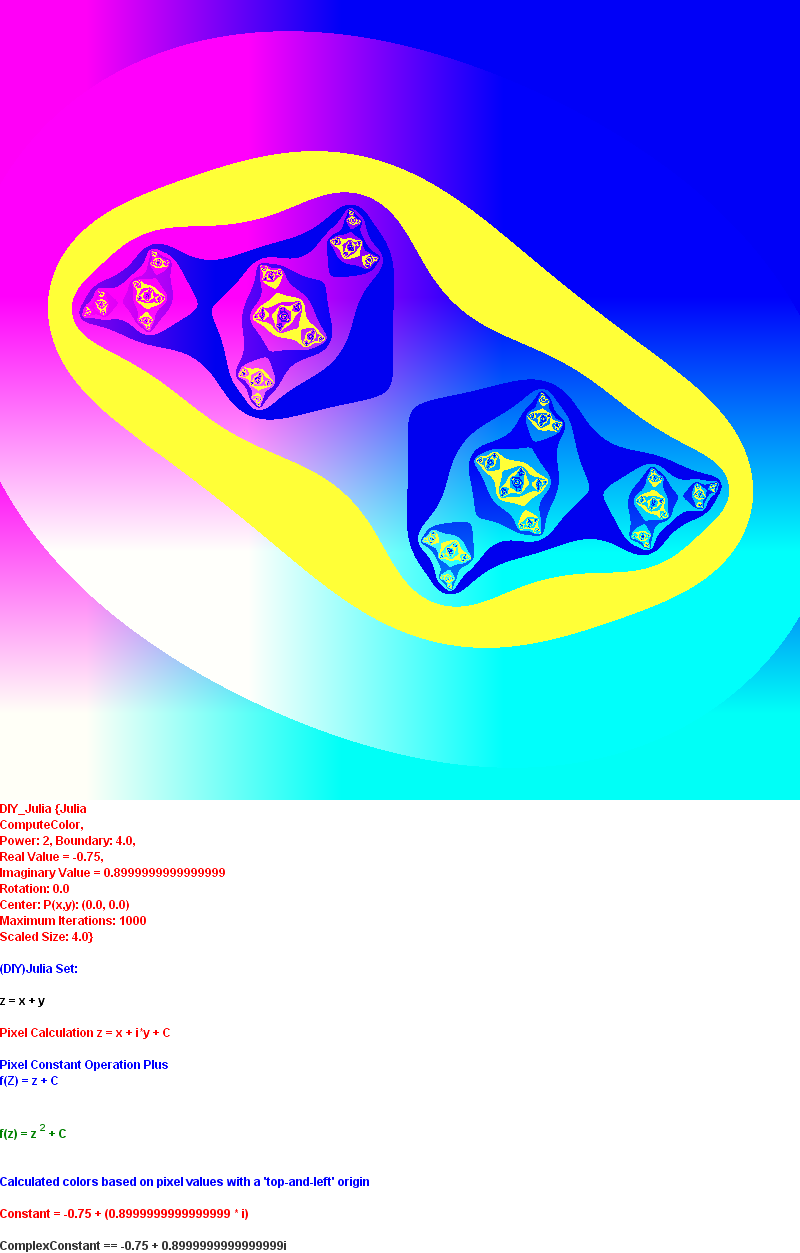 DIY_Julia {Julia
ComputeColor,
Power: 2, Boundary: 4.0,
Real Value = -0.75,
Imaginary Value = 0.8999999999999999
Rotation: 0.0
Center: P(x,y): (0.0, 0.0)
Maximum Iterations: 1000
Scaled Size: 4.0}
(DIY)Julia Set:
z = x + y
Pixel Calculation z = x + i*y + C
Pixel Constant Operation Plus
f(Z) = z + C
f(z) = z 2 + C
Calculated colors based on pixel values with a 'top-and-left' origin
Constant = -0.75 + (0.8999999999999999 * i)
ComplexConstant == -0.75 + 0.8999999999999999i